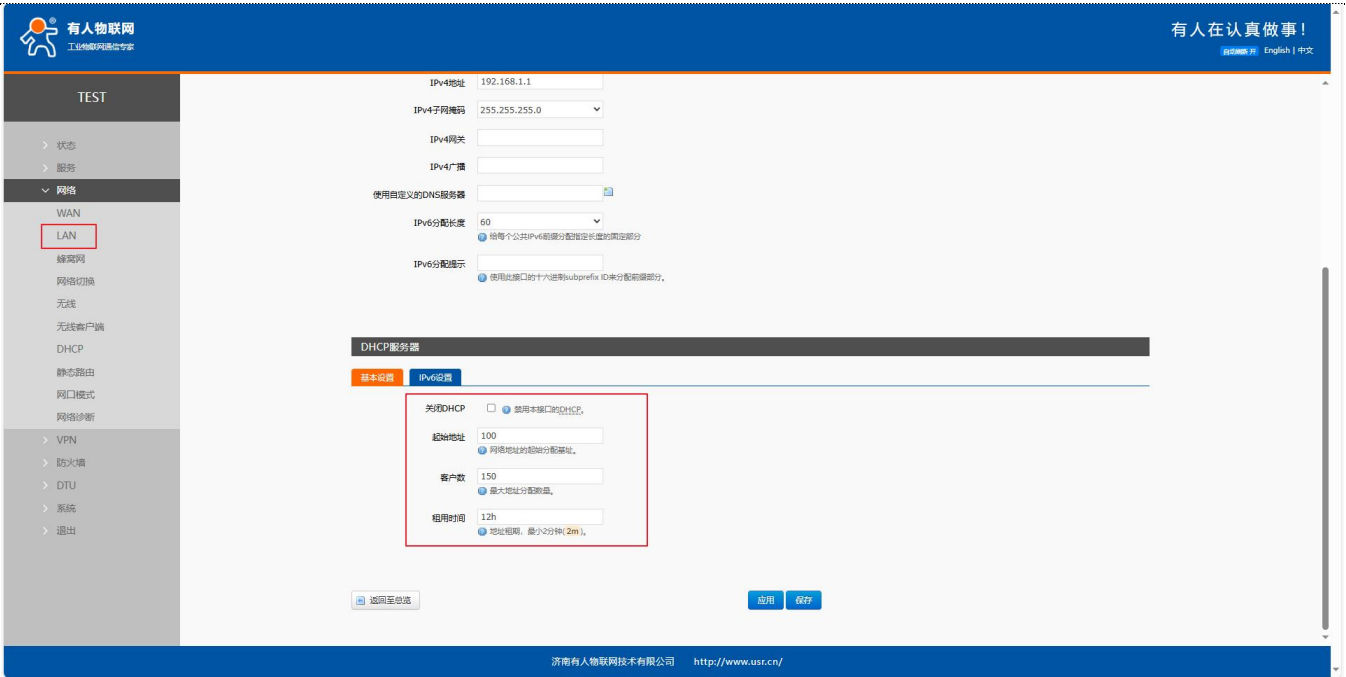 有人物联网
工业物联网通信专家
有人在认真做事！
自动刷新 开 English | 中文
TEST
状态
服务
网络
WAN
LAN
蜂窝网
网络切换
无线
无线客户端
DHCP
静态路由
网口模式
网络诊断
VPN
防火墙
DTU
系统
退出
IPv4地址 192.168.1.1
IPv4子网掩码 255.255.255.0
IPv4网关
IPv4广播
使用自定义的DNS服务器
IPv6分配长度 60
给每个公共IPv6前缀分配指定长度的固定部分
IPv6分配提示
使用此接口的十六进制subprefix ID来分配前缀部分。
DHCP服务器
基本设置 IPv6设置
关闭DHCP 禁用本接口的DHCP。
起始地址 100
网络地址的起始分配基址。
客户数 150
最大地址分配数量。
租用时间 12h
地址租期，最小2分钟(2m)。
返回至总览
应用 保存
济南有人物联网技术有限公司 http://www.usr.cn/